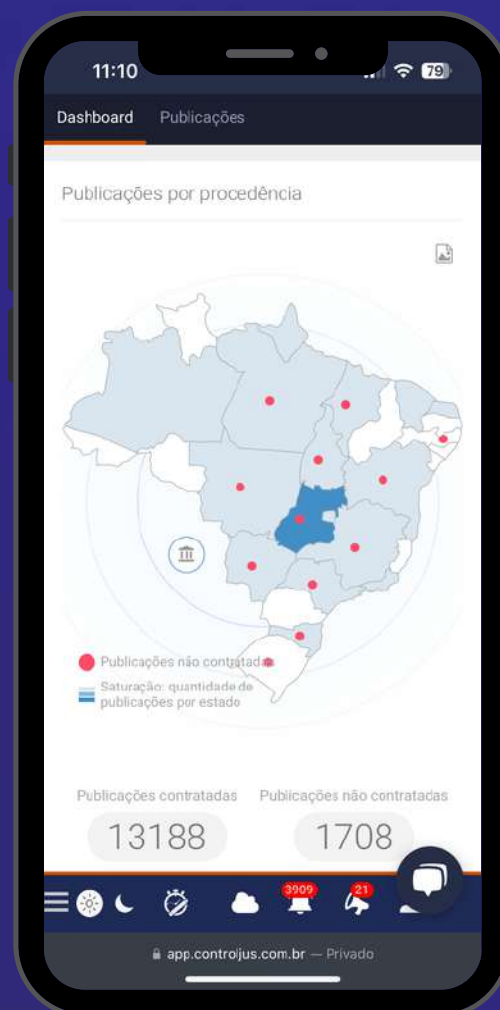 11:10
79
Dashboard Publicações
Publicações por procedência
Publicações não contratadas
Saturação: quantidade de
publicações por estado
Publicações contratadas Publicações não contratadas
13188 1708
3909 21
app.controljus.com.br — Privado